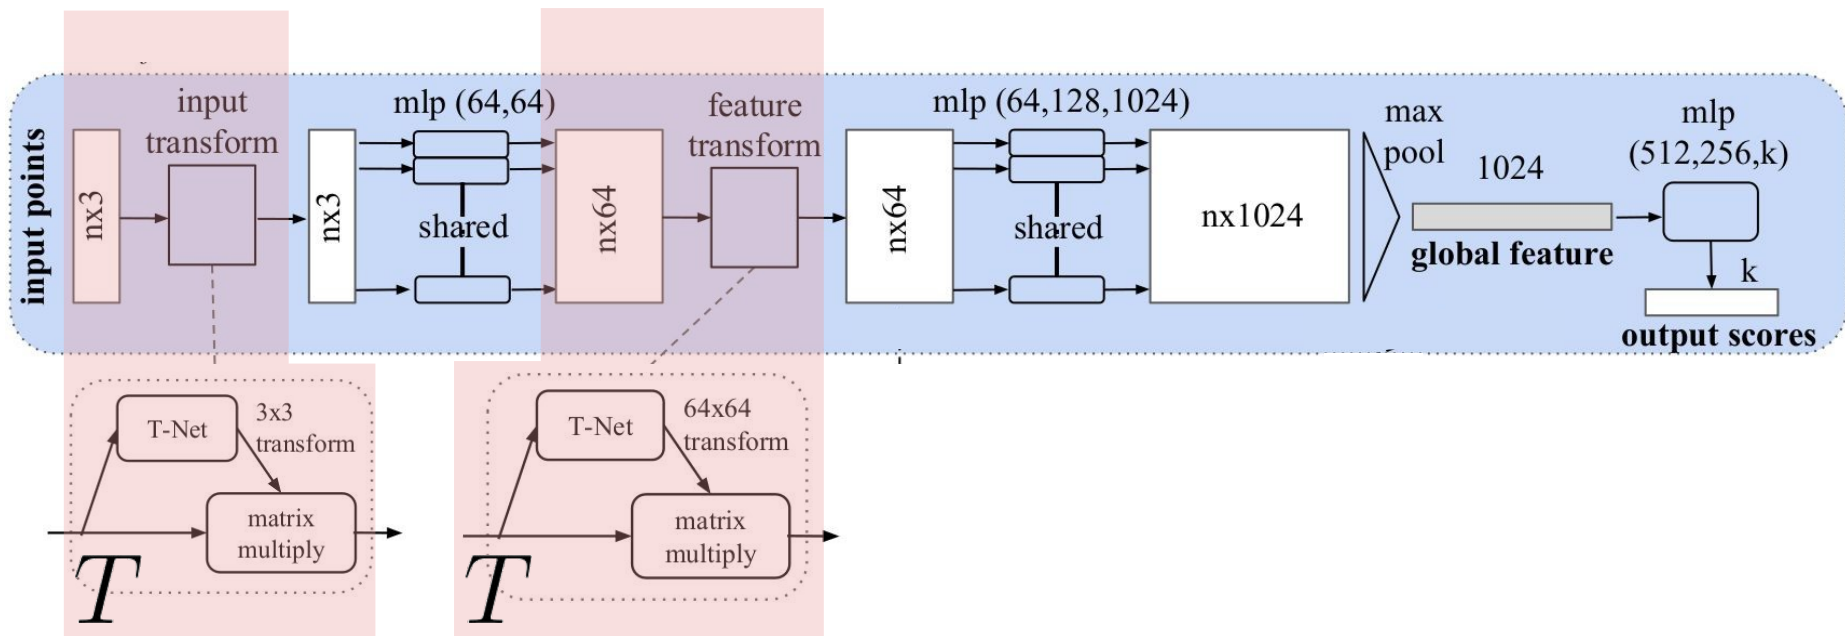 input points
nx3
input
transform
nx3
mlp (64,64)
shared
nx64
feature
transform
nx64
mlp (64,128,1024)
shared
nx1024
max
pool
1024
global feature
mlp
(512,256,k)
k
output scores
T-Net
3x3
transform
matrix
multiply
T
T-Net
64x64
transform
matrix
multiply
T